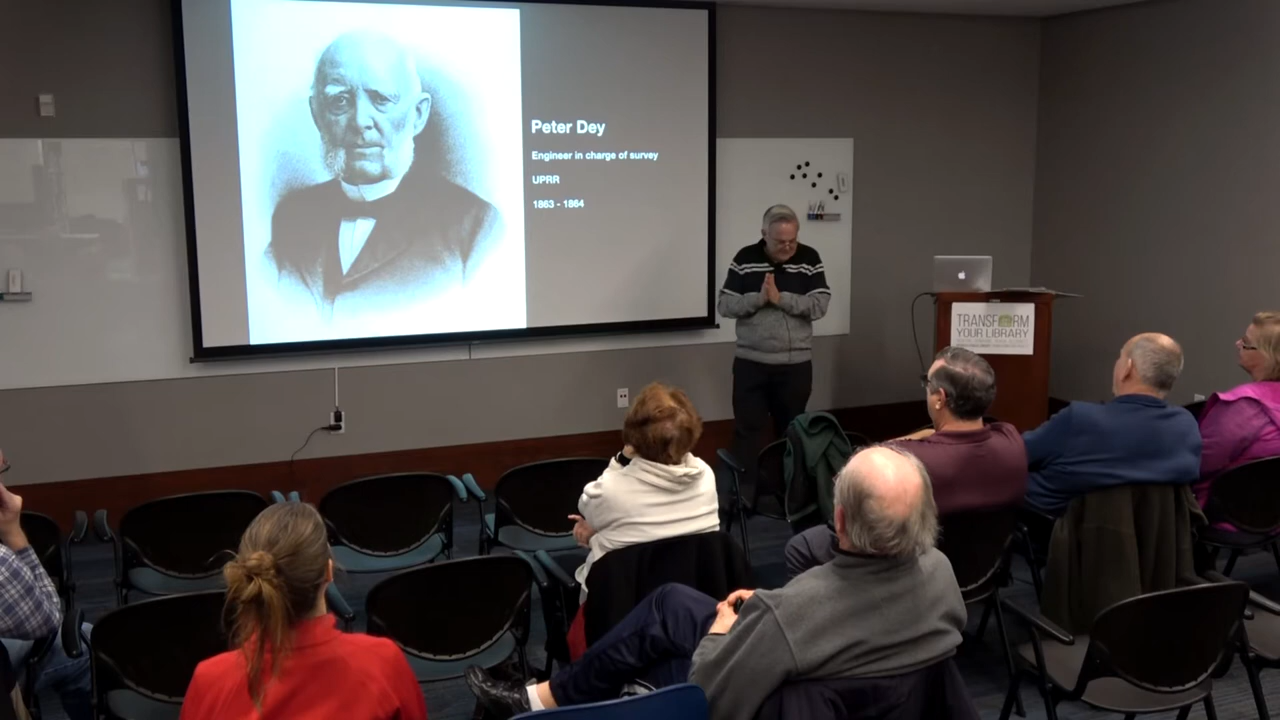 Peter Dey
Engineer in charge of survey
UPRR
1863 - 1864
TRANSFORM
YOUR LIBRARY